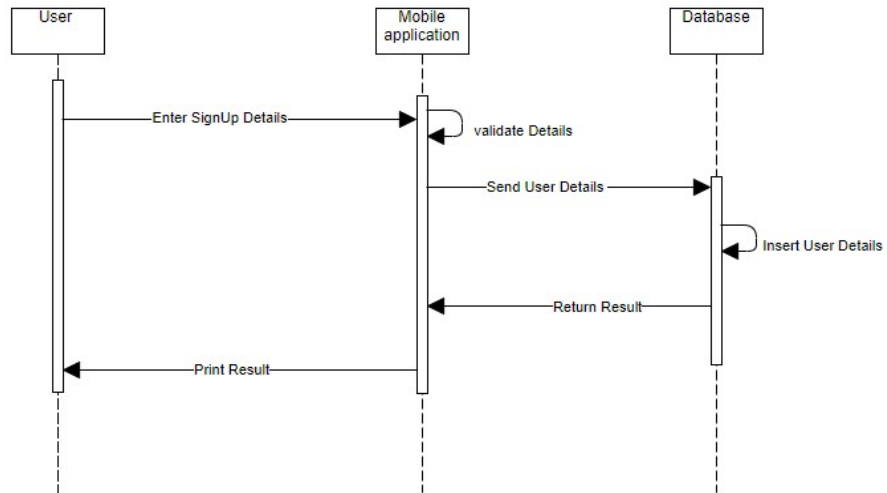 User
Mobile
application
Database
Enter SignUp Details
validate Details
Send User Details
Insert User Details
Return Result
Print Result